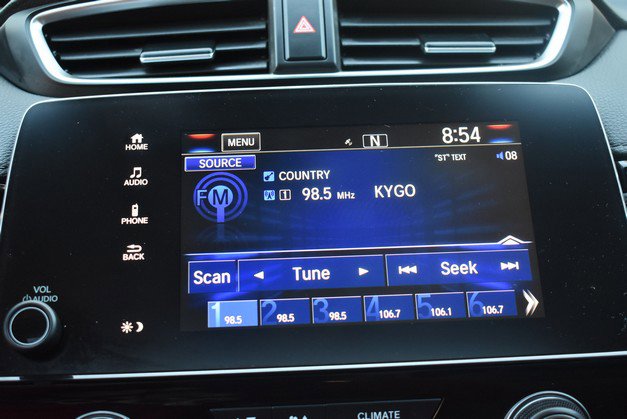 MENU
N
8:54
HOME
SOURCE
"ST" TEXT
08
COUNTRY
AUDIO
FM
1 98.5 MHz KYGO
PHONE
BACK
Scan
Tune
Seek
VOL
AUDIO
1 98.5
2 98.5
3 98.5
4 106.7
5 106.1
6 106.7
CLIMATE